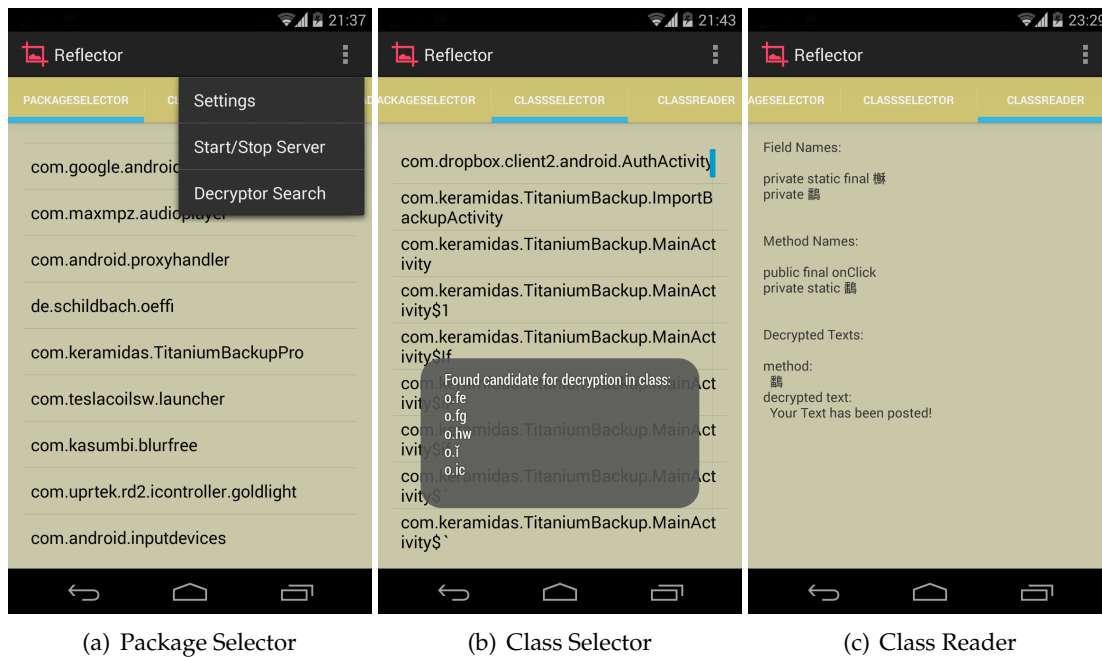 21:37
Reflector
PACKAGESELECTOR
Settings
Start/Stop Server
Decryptor Search
com.google.android
com.maxmpz.audioplayer
com.android.proxyhandler
de.schildbach.oeffi
com.keramidas.TitaniumBackupPro
com.teslacoilsw.launcher
com.kasumbi.blurfree
com.uprtek.rd2.icontroller.goldlight
com.android.inputdevices
(a) Package Selector
21:43
Reflector
ACKAGESELECTOR CLASSSELECTOR CLASSREADER
com.dropbox.client2.android.AuthActivity
com.keramidas.TitaniumBackup.ImportB
ackupActivity
com.keramidas.TitaniumBackup.MainAct
ivity
com.keramidas.TitaniumBackup.MainAct
ivity$1
com.keramidas.TitaniumBackup.MainAct
ivity$If
Found candidate for decryption in class:
o.fe
o.fg
o.hw
o.ǐ
o.ic
com.keramidas.TitaniumBackup.MainAct
ivity$`
com.keramidas.TitaniumBackup.MainAct
ivity$`
(b) Class Selector
23:29
Reflector
AGESELECTOR CLASSSELECTOR CLASSREADER
Field Names:
private static final
private
Method Names:
public final onClick
private static
Decrypted Texts:
method:
decrypted text:
Your Text has been posted!
(c) Class Reader